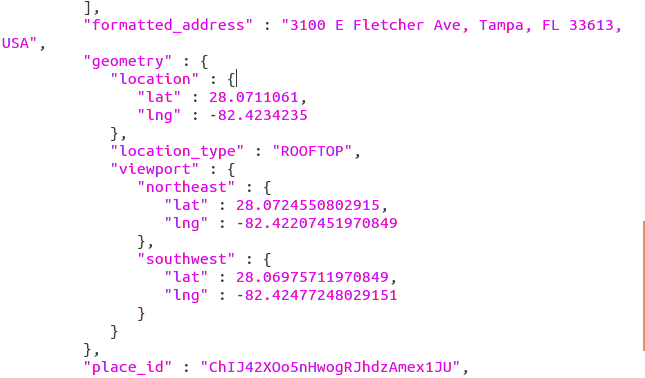 ],
"formatted_address" : "3100 E Fletcher Ave, Tampa, FL 33613,
USA",
"geometry" : {
"location" : {
"lat" : 28.0711061,
"lng" : -82.4234235
},
"location_type" : "ROOFTOP",
"viewport" : {
"northeast" : {
"lat" : 28.0724550802915,
"lng" : -82.42207451970849
},
"southwest" : {
"lat" : 28.06975711970849,
"lng" : -82.42477248029151
}
}
},
"place_id" : "ChIJ42XOo5nHwogRJhdzAmex1JU",